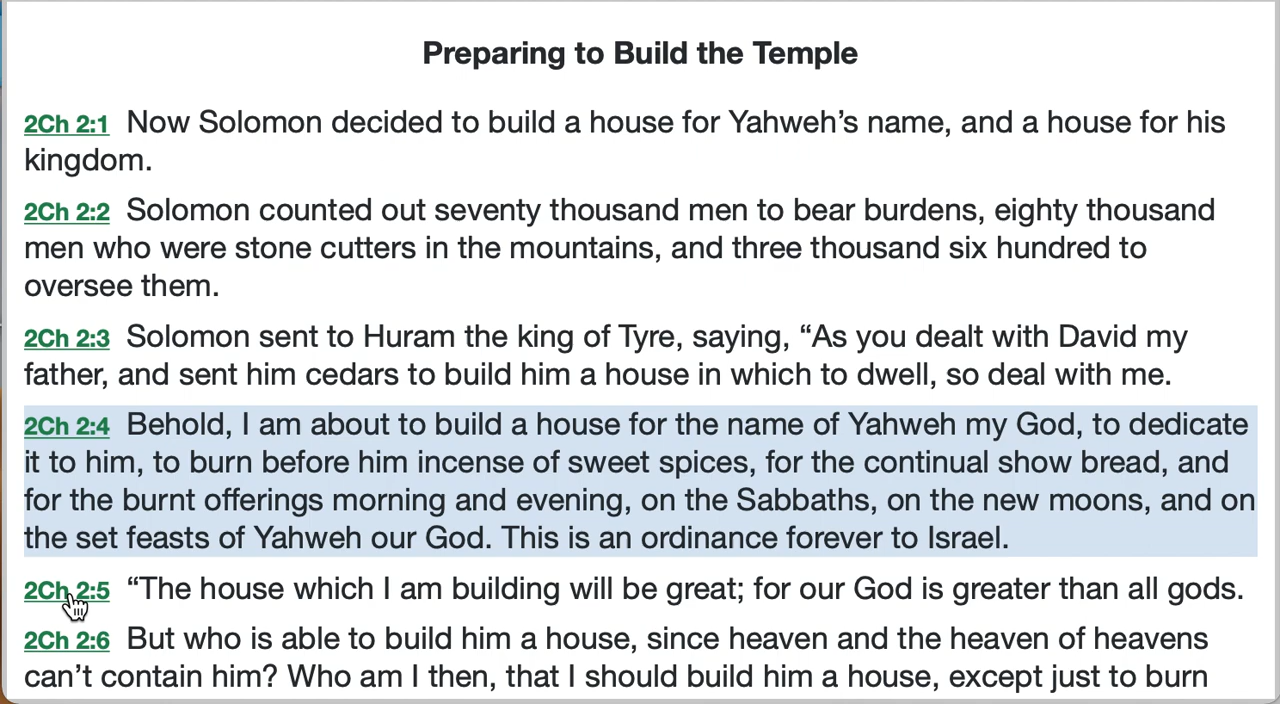 Preparing to Build the Temple
2Ch 2:1 Now Solomon decided to build a house for Yahweh’s name, and a house for his
kingdom.
2Ch 2:2 Solomon counted out seventy thousand men to bear burdens, eighty thousand
men who were stone cutters in the mountains, and three thousand six hundred to
oversee them.
2Ch 2:3 Solomon sent to Huram the king of Tyre, saying, “As you dealt with David my
father, and sent him cedars to build him a house in which to dwell, so deal with me.
2Ch 2:4 Behold, I am about to build a house for the name of Yahweh my God, to dedicate
it to him, to burn before him incense of sweet spices, for the continual show bread, and
for the burnt offerings morning and evening, on the Sabbaths, on the new moons, and on
the set feasts of Yahweh our God. This is an ordinance forever to Israel.
2Ch 2:5 “The house which I am building will be great; for our God is greater than all gods.
2Ch 2:6 But who is able to build him a house, since heaven and the heaven of heavens
can’t contain him? Who am I then, that I should build him a house, except just to burn